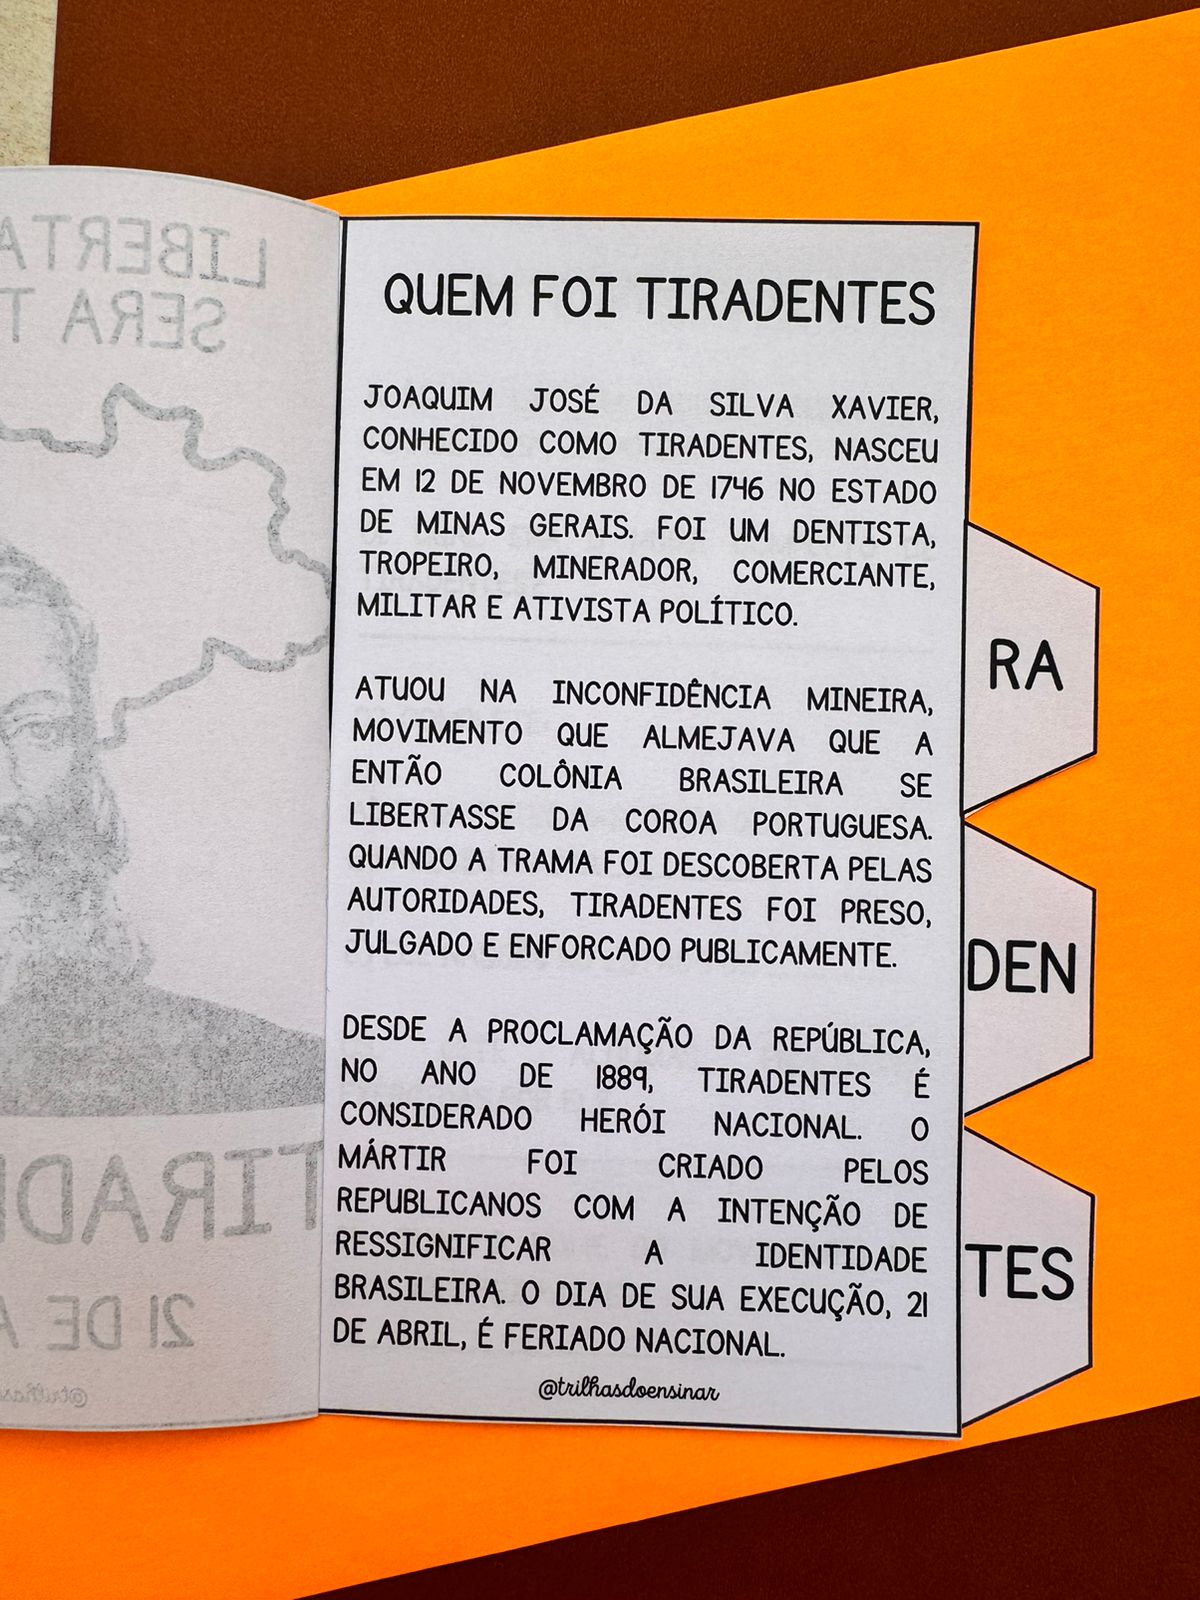 LIBERTA
SERA T
TIRADE
21 DE A
QUEM FOI TIRADENTES
JOAQUIM JOSÉ DA SILVA XAVIER,
CONHECIDO COMO TIRADENTES, NASCEU
EM 12 DE NOVEMBRO DE 1746 NO ESTADO
DE MINAS GERAIS. FOI UM DENTISTA,
TROPEIRO, MINERADOR, COMERCIANTE,
MILITAR E ATIVISTA POLÍTICO.
ATUOU NA INCONFIDÊNCIA MINEIRA,
MOVIMENTO QUE ALMEJAVA QUE A
ENTÃO COLÔNIA BRASILEIRA SE
LIBERTASSE DA COROA PORTUGUESA.
QUANDO A TRAMA FOI DESCOBERTA PELAS
AUTORIDADES, TIRADENTES FOI PRESO,
JULGADO E ENFORCADO PUBLICAMENTE.
DESDE A PROCLAMAÇÃO DA REPÚBLICA,
NO ANO DE 1889, TIRADENTES É
CONSIDERADO HERÓI NACIONAL. O
MÁRTIR FOI CRIADO PELOS
REPUBLICANOS COM A INTENÇÃO DE
RESSIGNIFICAR A IDENTIDADE
BRASILEIRA. O DIA DE SUA EXECUÇÃO, 21
DE ABRIL, É FERIADO NACIONAL.
@trilhasdoensinar
RA
DEN
TES